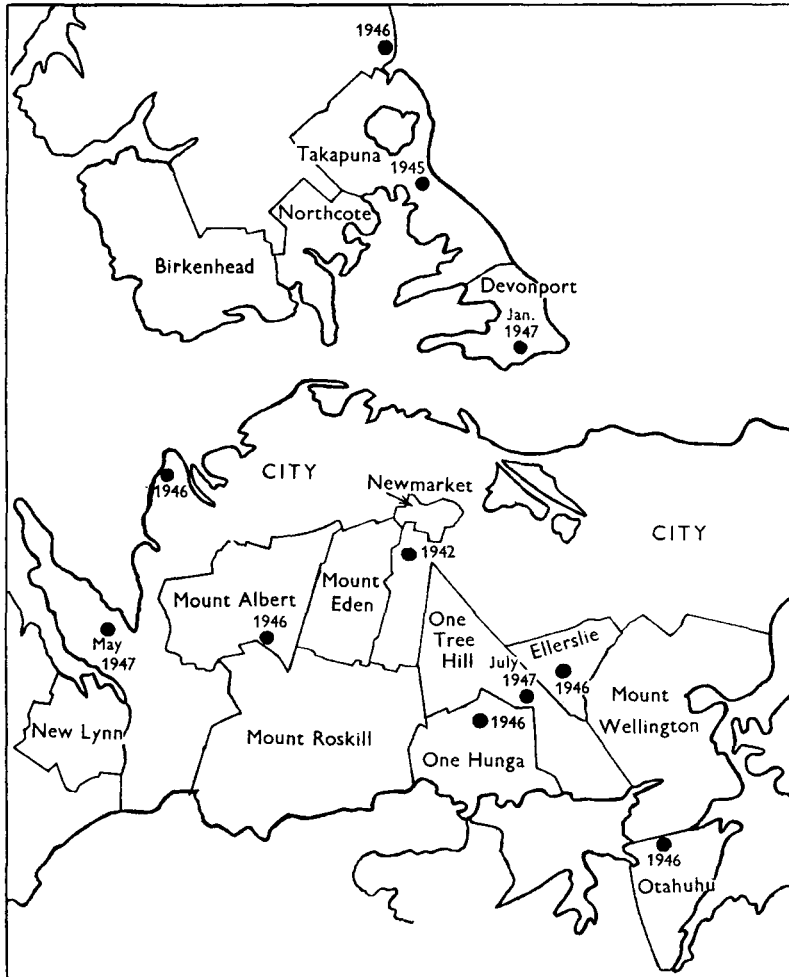 1946
Takapuna
1945
Northcote
Birkenhead
Devonport
Jan.
1947
CITY
1946
Newmarket
CITY
1942
Mount Albert
1946
Mount
Eden
One
Tree
Hill
Ellerslie
1946
May
1947
July
1947
Mount
Wellington
New Lynn
Mount Roskill
1946
One Hunga
1946
Otahuhu